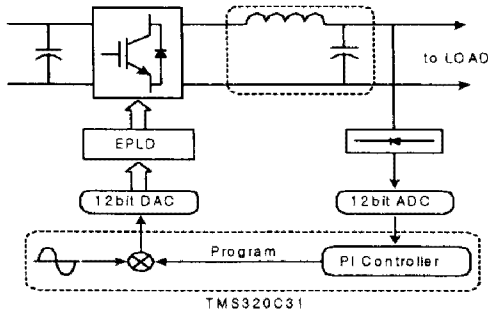 to LOAD
EPLD
12bit DAC
12bit ADC
Program
PI Controller
TMS320C31